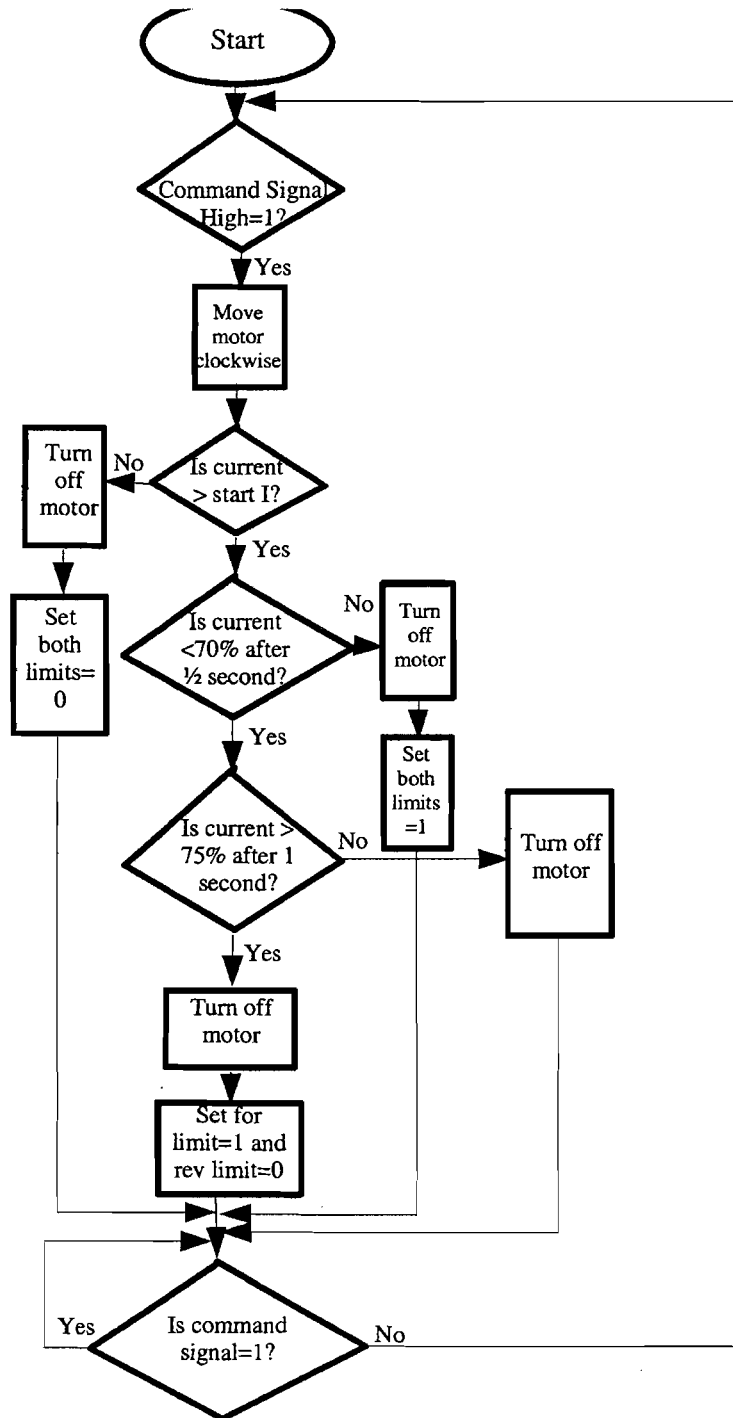 Start
Command Signal
High=1?
Yes
Move
motor
clockwise
Turn
off
motor
No
Is current
> start I?
Yes
Set
both
limits=
0
Is current
<70% after
½ second?
No
Turn
off
motor
Yes
Set
both
limits
=1
Is current >
75% after 1
second?
No
Turn off
motor
Yes
Turn off
motor
Set for
limit=1 and
rev limit=0
Is command
signal=1?
Yes
No